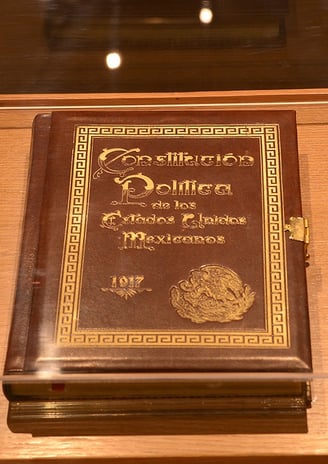 Constitución
Política
de los
Estados Unidos
Mexicanos
1917